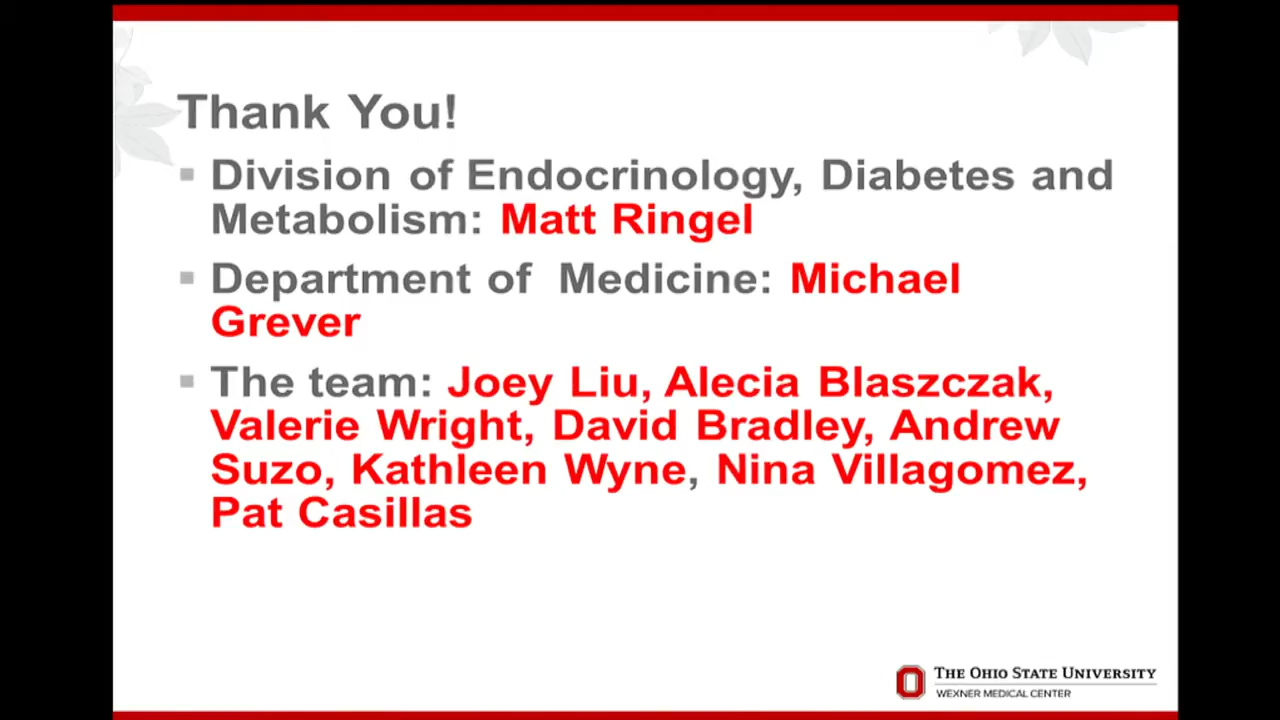 Thank You!
Division of Endocrinology, Diabetes and
Metabolism: Matt Ringel
Department of Medicine: Michael
Grever
The team: Joey Liu, Alecia Blaszczak,
Valerie Wright, David Bradley, Andrew
Suzo, Kathleen Wyne, Nina Villagomez,
Pat Casillas
THE OHIO STATE UNIVERSITY
WEXNER MEDICAL CENTER